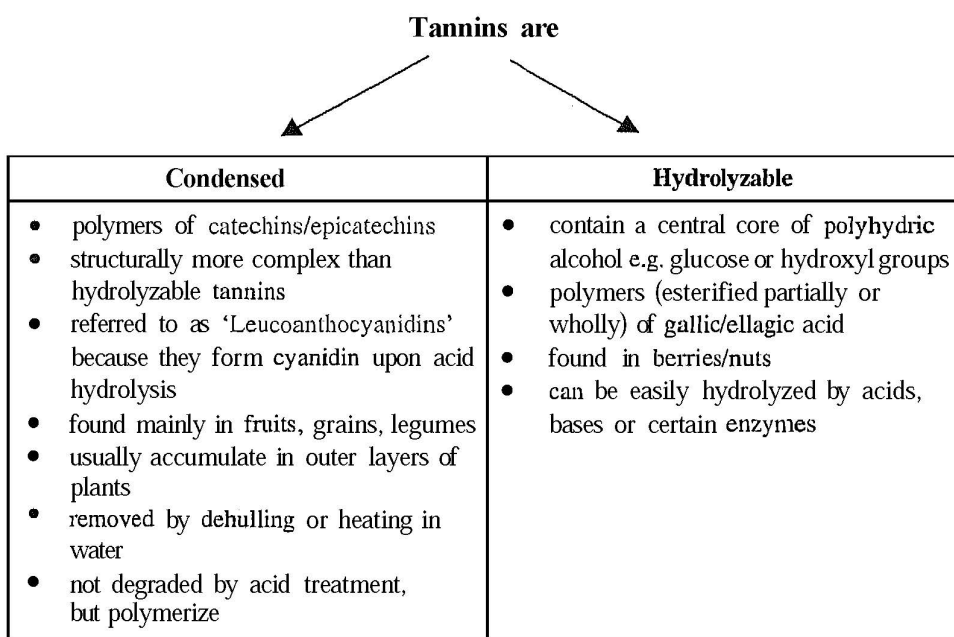 Tannins are
Condensed
• polymers of catechins/epicatechins
• structurally more complex than
hydrolyzable tannins
• referred to as ‘Leucoanthocyanidins’
because they form cyanidin upon acid
hydrolysis
• found mainly in fruits, grains, legumes
• usually accumulate in outer layers of
plants
• removed by dehulling or heating in
water
• not degraded by acid treatment,
but polymerize
Hydrolyzable
• contain a central core of polyhydric
alcohol e.g. glucose or hydroxyl groups
• polymers (esterified partially or
wholly) of gallic/ellagic acid
• found in berries/nuts
• can be easily hydrolyzed by acids,
bases or certain enzymes